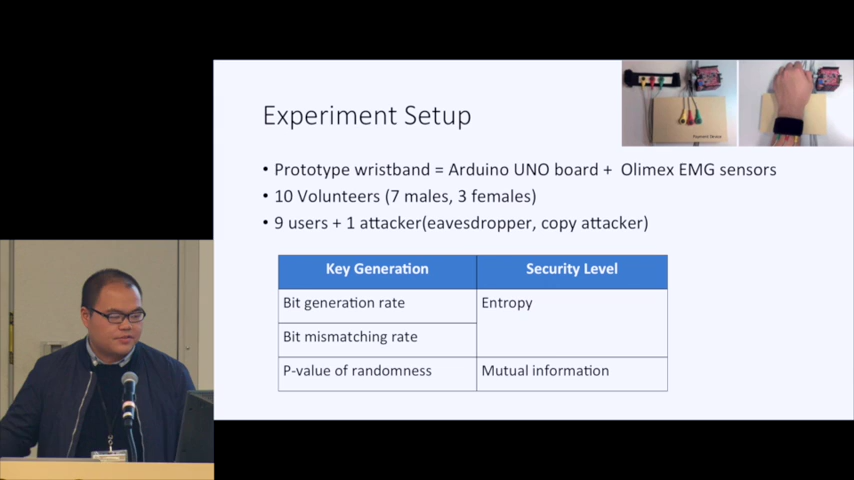 Payment Device
Experiment Setup
• Prototype wristband = Arduino UNO board + Olimex EMG sensors
• 10 Volunteers (7 males, 3 females)
• 9 users + 1 attacker(eavesdropper, copy attacker)
Key Generation
Security Level
Bit generation rate
Entropy
Bit mismatching rate
P-value of randomness
Mutual information